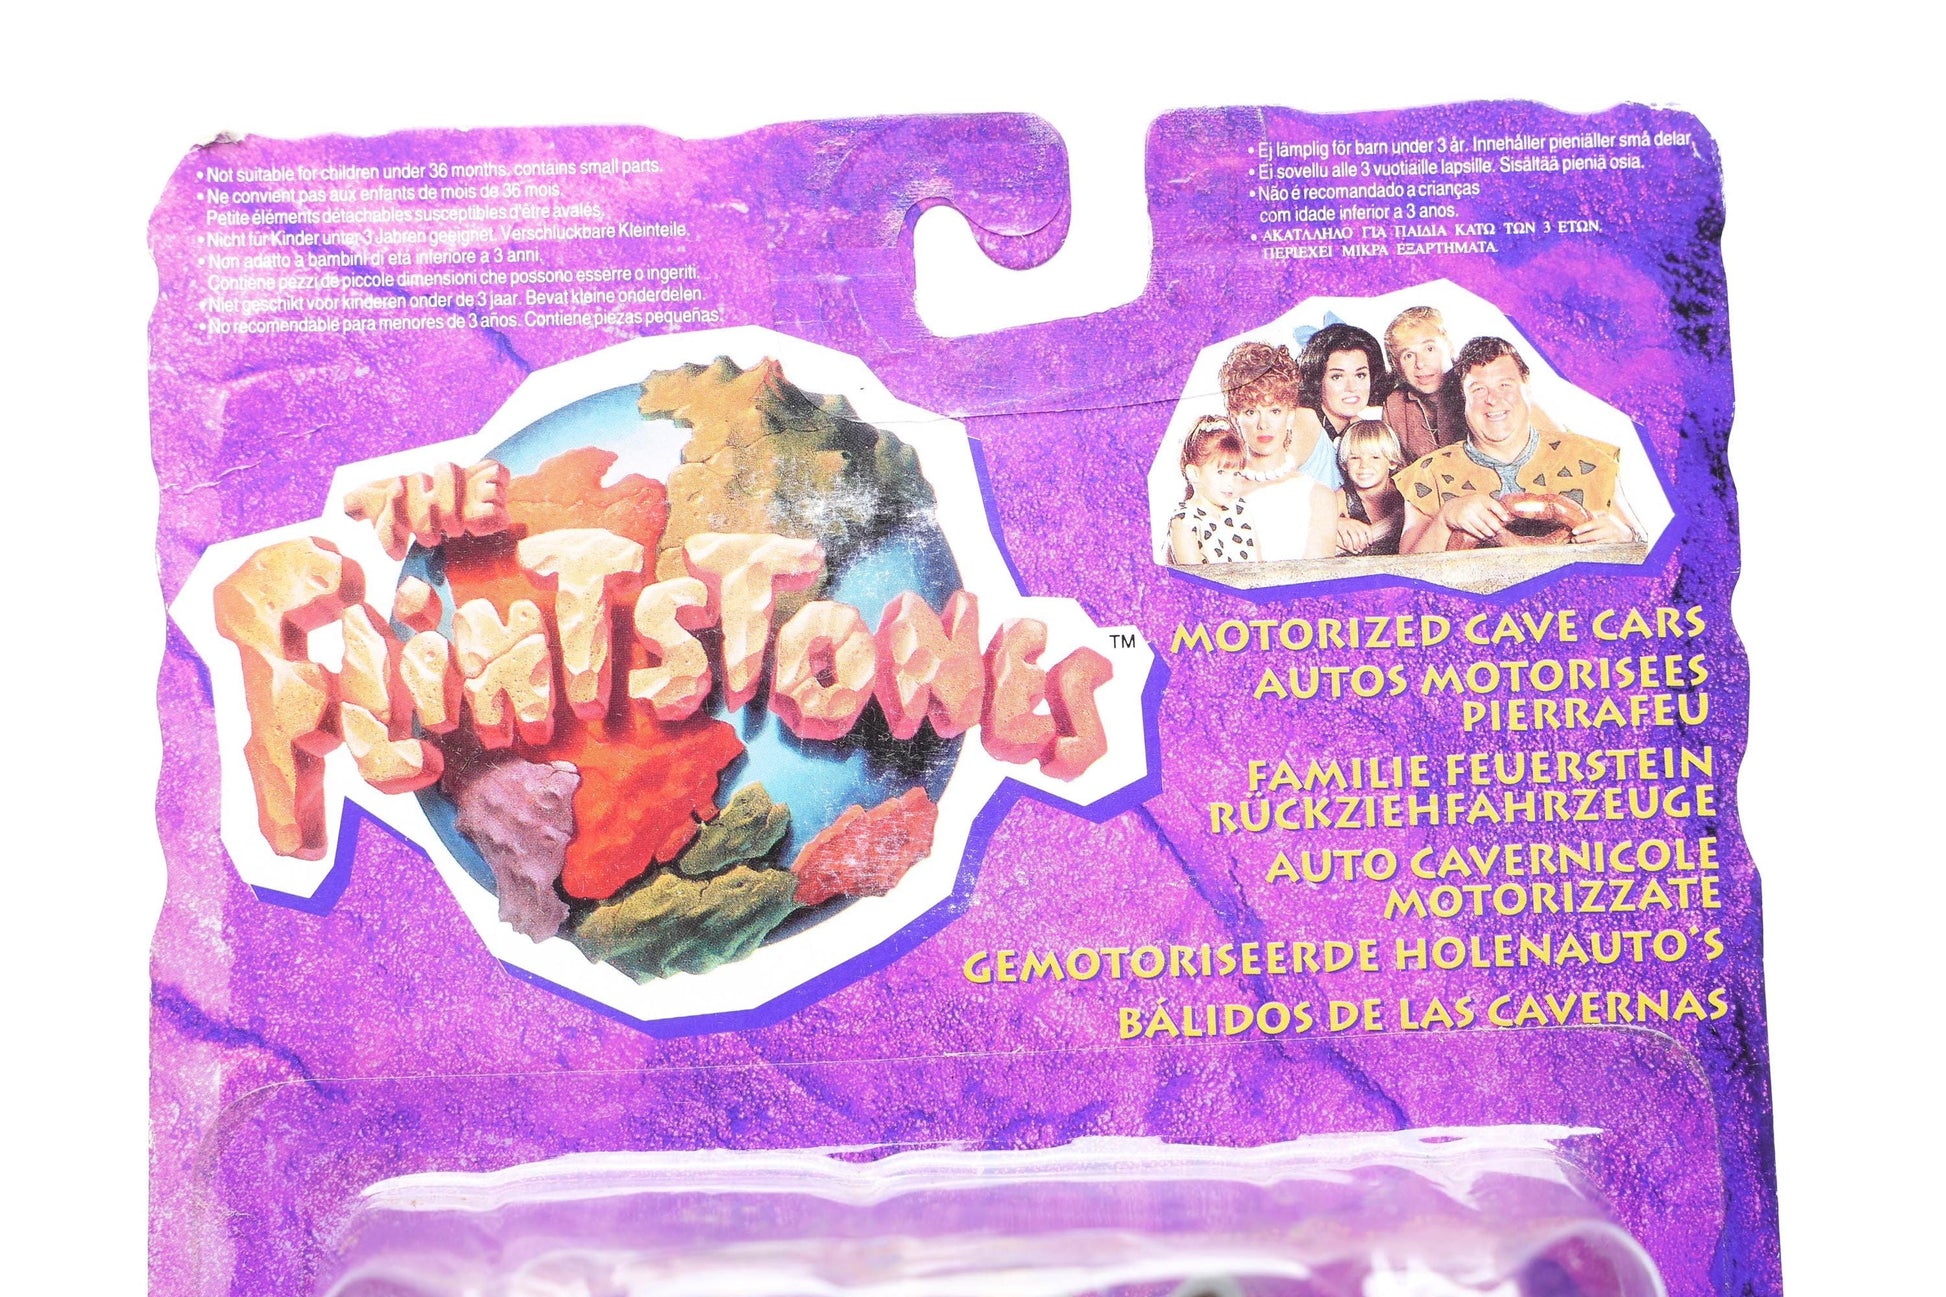 • Not suitable for children under 36 months. contains small parts.
• Ne convient pas aux enfants de mois de 36 mois.
Petite éléments détachables susceptibles d'être avalés.
• Nicht für Kinder unter 3 Jahren geeignet. Verschluckbare Kleinteile.
• Non adatto a bambini di età inferiore a 3 anni.
Contiene pezzi de piccole dimensioni che possono esserre o ingeriti.
• Niet geschikt voor kinderen onder de 3 jaar. Bevat kleine onderdelen.
• No recomendable para menores de 3 años. Contiene piezas pequeñas.
• Ej lämplig för barn under 3 år. Innehåller pieniäller små delar,
• Ei sovellu alle 3 vuotiaille lapsille. Sisältää pieniä osia.
• Não é recomandado a crianças
com idade inferior a 3 anos.
• ΑΚΑΤΛΛΗΛΟ ΓΙΑ ΠΑΙΔΙΑ ΚΑΤΩ ΤΩΝ 3 ΕΤΩΝ.
ΠΕΡΙΕΧΕΙ ΜΙΚΡΑ ΕΞΑΡΤΗΜΑΤΑ.
THE
FLINTSTONES ™
MOTORIZED CAVE CARS
AUTOS MOTORISEES
PIERRAFEU
FAMILIE FEUERSTEIN
RÜCKZIEHFAHRZEUGE
AUTO CAVERNICOLE
MOTORIZZATE
GEMOTORISEERDE HOLENAUTO'S
BÁLIDOS DE LAS CAVERNAS